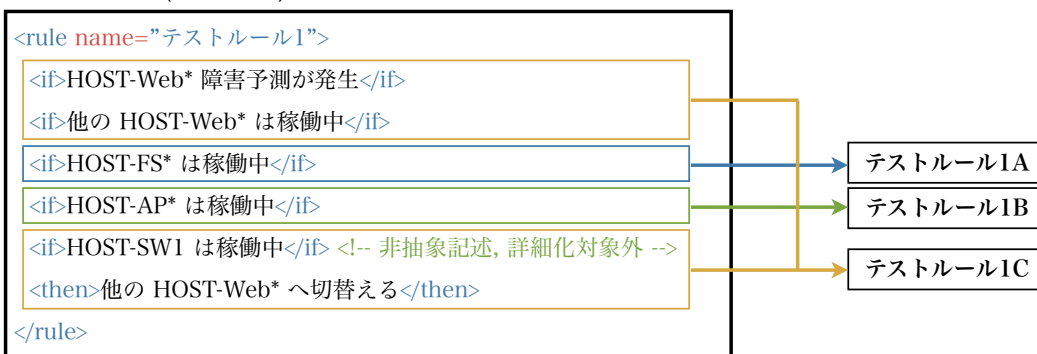 <rule name="テストルール1">
<if>HOST-Web* 障害予測が発生</if>
<if>他の HOST-Web* は稼働中</if>
<if>HOST-FS* は稼働中</if>
テストルール1A
<if>HOST-AP* は稼働中</if>
テストルール1B
<if>HOST-SW1 は稼働中</if> <!-- 非抽象記述, 詳細化対象外 -->
テストルール1C
<then>他の HOST-Web* へ切替える</then>
</rule>